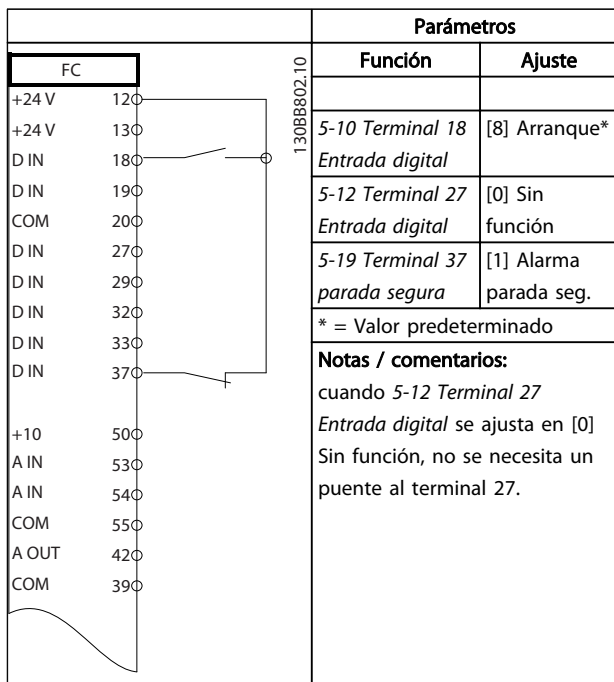 FC
+24 V 12
+24 V 13
D IN 18
D IN 19
COM 20
D IN 27
D IN 29
D IN 32
D IN 33
D IN 37
+10 50
A IN 53
A IN 54
COM 55
A OUT 42
COM 39
130BB802.10
Parámetros
Función Ajuste
5-10 Terminal 18 [8] Arranque*
Entrada digital
5-12 Terminal 27 [0] Sin
Entrada digital función
5-19 Terminal 37 [1] Alarma
parada segura parada seg.
* = Valor predeterminado
Notas / comentarios:
cuando 5-12 Terminal 27
Entrada digital se ajusta en [0]
Sin función, no se necesita un
puente al terminal 27.